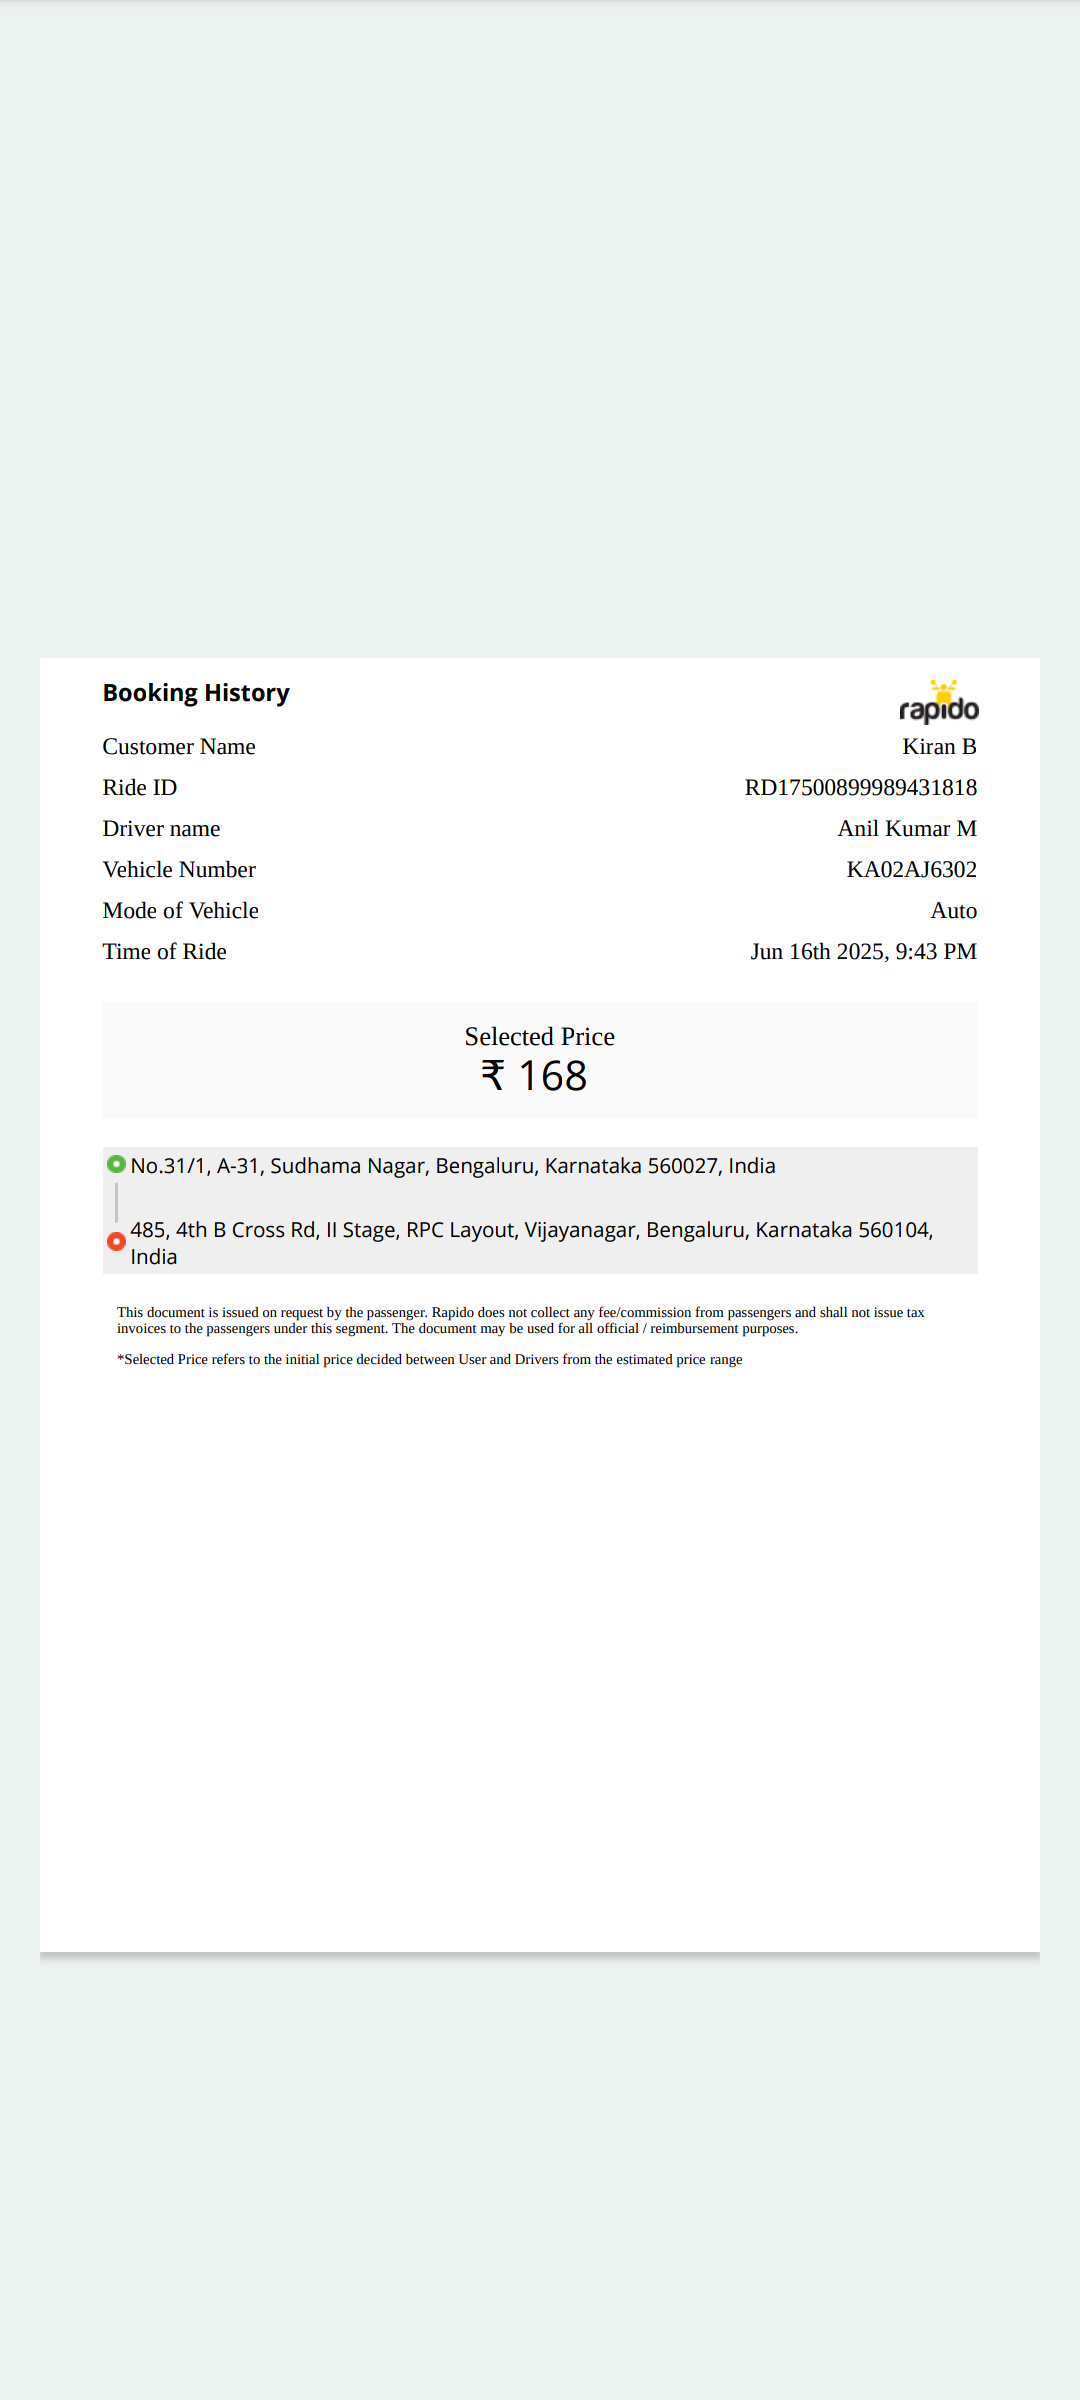 Booking History
rapido
Customer Name Kiran B
Ride ID RD17500899989431818
Driver name Anil Kumar M
Vehicle Number KA02AJ6302
Mode of Vehicle Auto
Time of Ride Jun 16th 2025, 9:43 PM
Selected Price
₹ 168
No.31/1, A-31, Sudhama Nagar, Bengaluru, Karnataka 560027, India
485, 4th B Cross Rd, II Stage, RPC Layout, Vijayanagar, Bengaluru, Karnataka 560104,
India
This document is issued on request by the passenger. Rapido does not collect any fee/commission from passengers and shall not issue tax
invoices to the passengers under this segment. The document may be used for all official / reimbursement purposes.
*Selected Price refers to the initial price decided between User and Drivers from the estimated price range